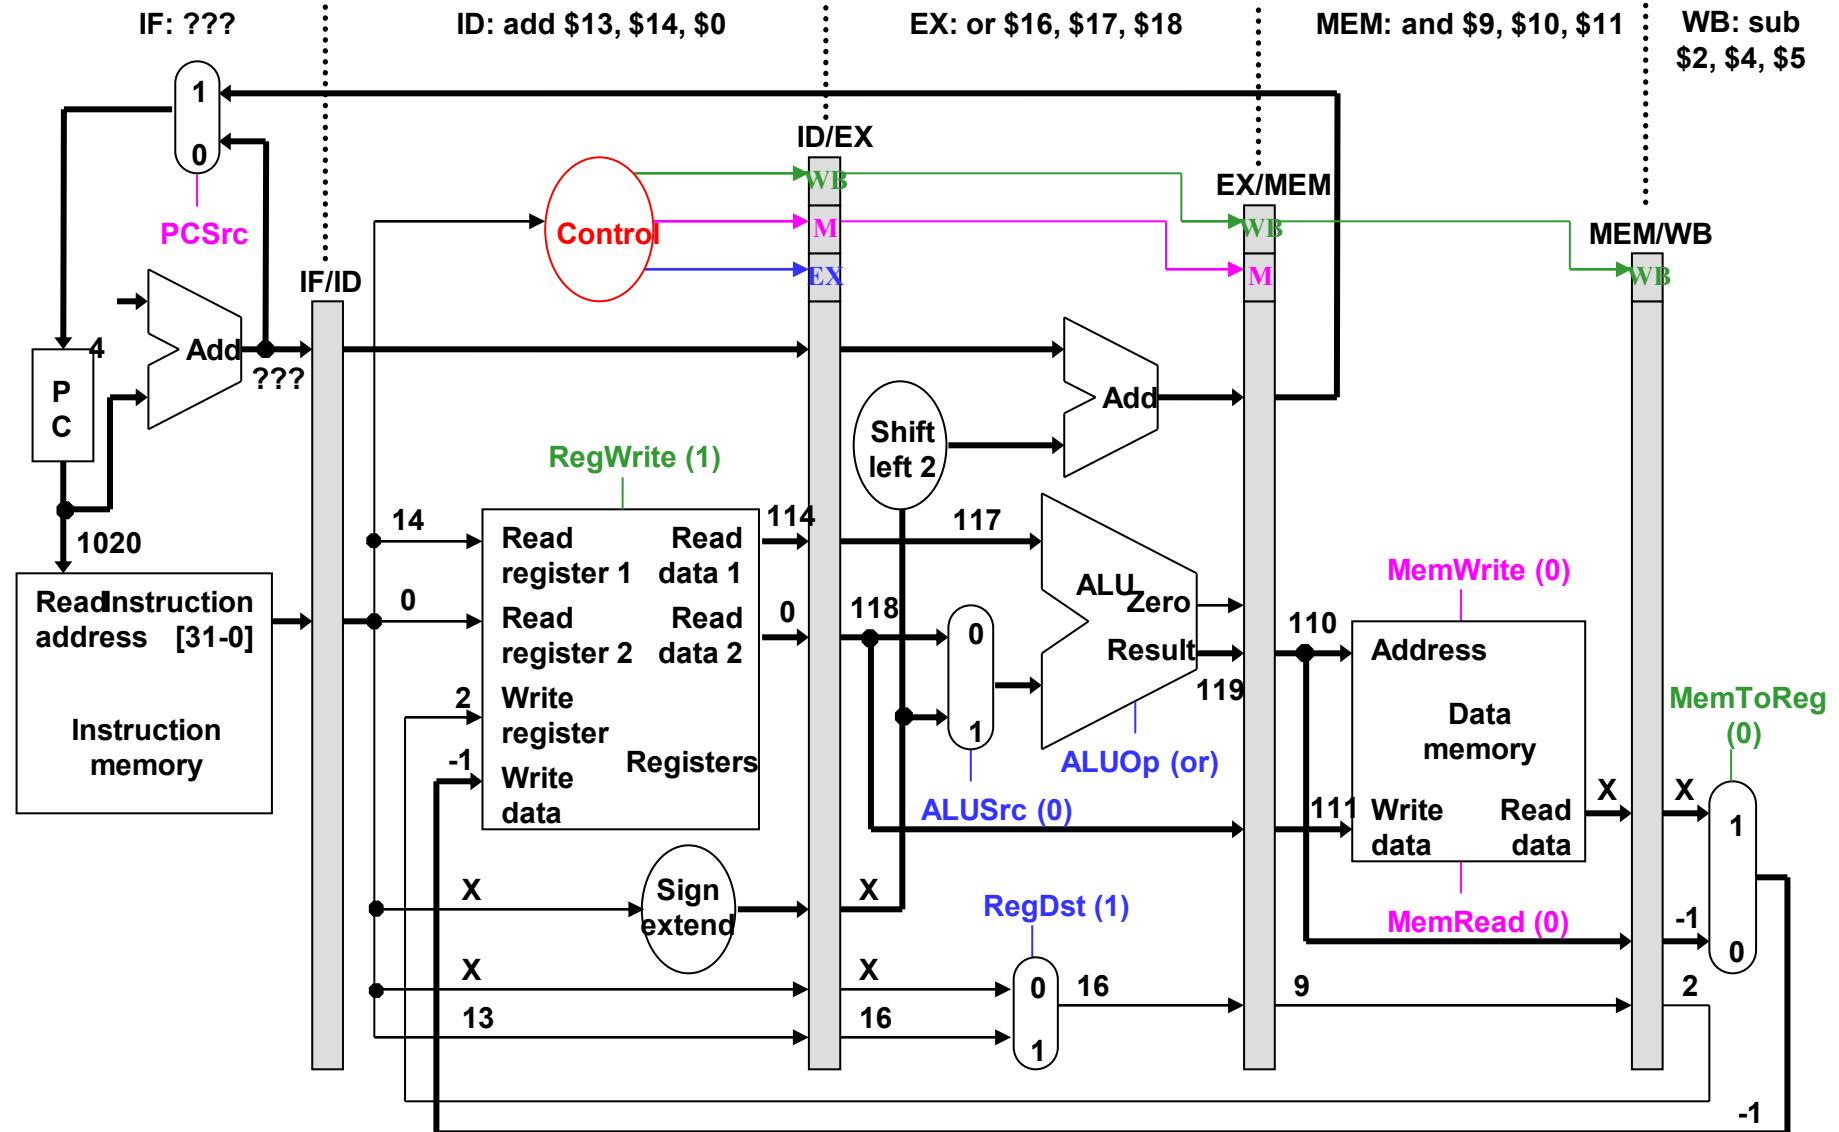 IF: ???
ID: add $13, $14, $0
EX: or $16, $17, $18
MEM: and $9, $10, $11
WB: sub
$2, $4, $5
1
0
PCSrc
ID/EX
WB
M
EX
Control
EX/MEM
WB
M
MEM/WB
WB
IF/ID
4
Add
???
P
C
Add
Shift
left 2
RegWrite (1)
1020
14
0
2
-1
Read
register 1
Read
data 1
Read
register 2
Read
data 2
Write
register
Write
data
Registers
114
0
117
118
0
1
ALU
Zero
Result
119
ALUOp (or)
ALUSrc (0)
Read
address
Instruction
[31-0]
Instruction
memory
110
111
MemWrite (0)
Address
Data
memory
Write
data
Read
data
MemRead (0)
MemToReg
(0)
X
X
1
0
-1
X
Sign
extend
X
RegDst (1)
X
X
0
1
16
9
2
13
16
-1